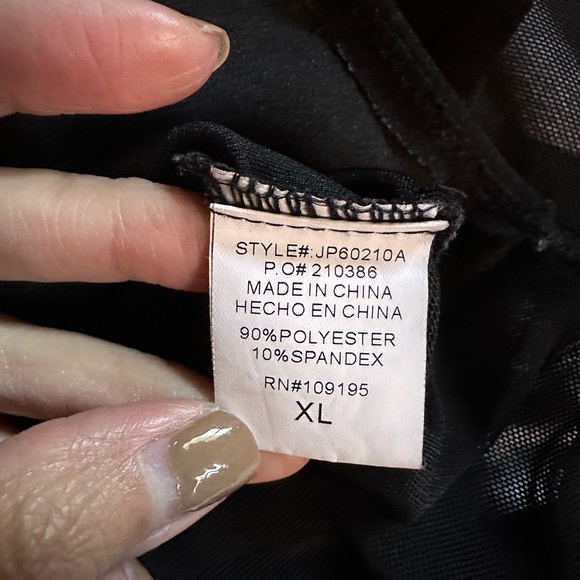 STYLE#:JP60210A
P.O# 210386
MADE IN CHINA
HECHO EN CHINA
90%POLYESTER
10%SPANDEX
RN#109195
XL